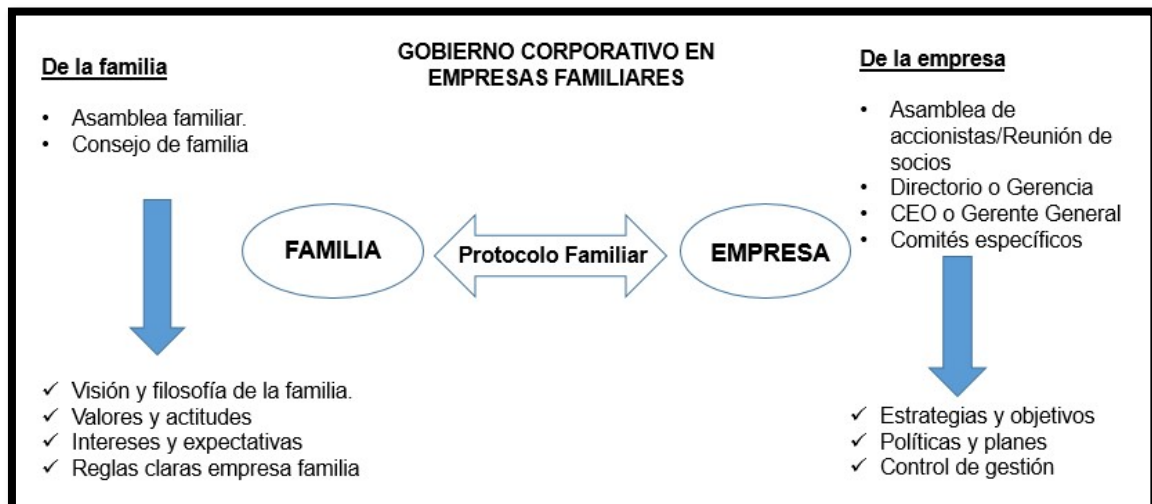 GOBIERNO CORPORATIVO EN
EMPRESAS FAMILIARES
De la familia
• Asamblea familiar.
• Consejo de familia
De la empresa
• Asamblea de
accionistas/Reunión de
socios
• Directorio o Gerencia
• CEO o Gerente General
• Comités específicos
FAMILIA
Protocolo Familiar
EMPRESA
✓ Visión y filosofía de la familia.
✓ Valores y actitudes
✓ Intereses y expectativas
✓ Reglas claras empresa familia
✓ Estrategias y objetivos
✓ Políticas y planes
✓ Control de gestión